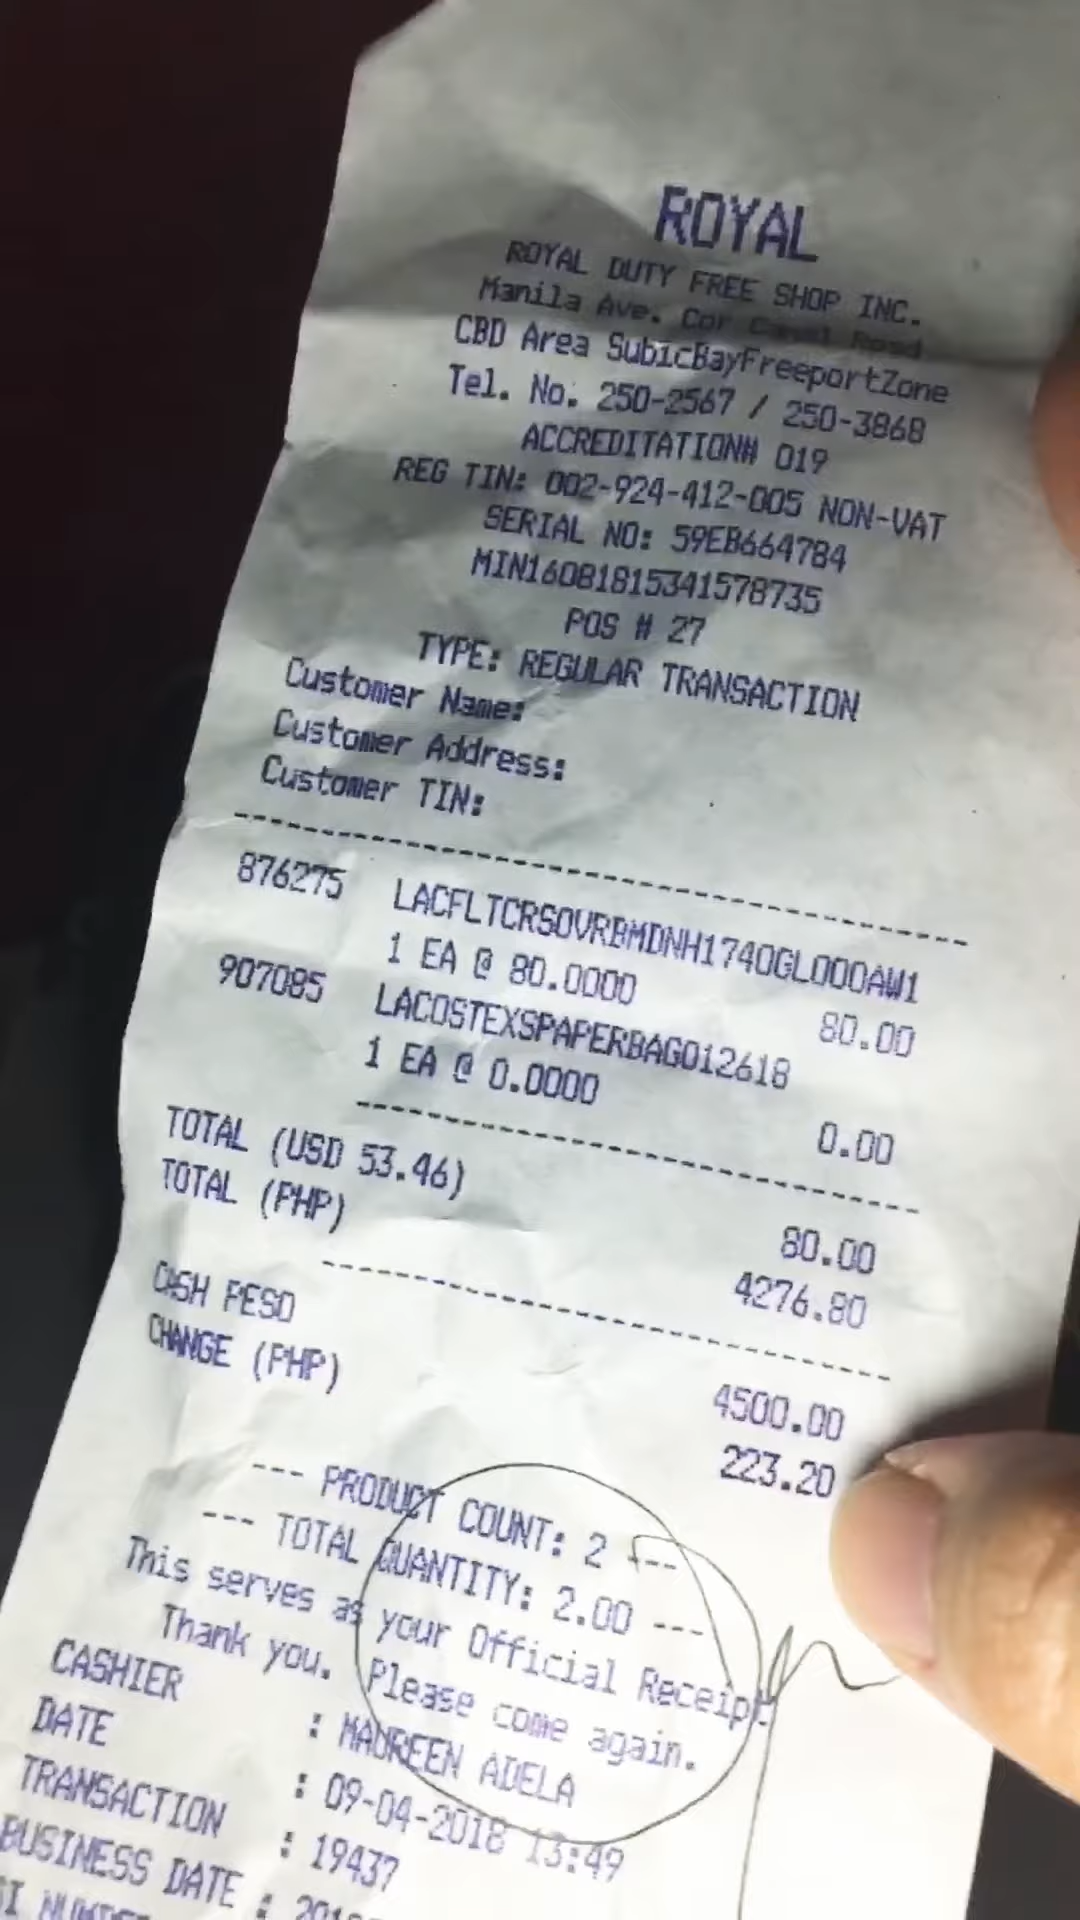 ROYAL
ROYAL DUTY FREE SHOP INC.
Manila Ave. Cor Canal Road
CBD Area SubicBayFreeportZone
Tel. No. 250-2567 / 250-3868
ACCREDITATION# 019
REG TIN: 002-924-412-005 NON-VAT
SERIAL NO: 59EB664784
MIN16081815341578735
POS # 27
TYPE: REGULAR TRANSACTION
Customer Name:
Customer Address:
Customer TIN:
876275 LACFLTCRSOVRBMDNH1740GL000AW1
1 EA @ 80.0000 80.00
907085 LACOSTEXSPAPERBAG012618
1 EA @ 0.0000 0.00
TOTAL (USD 53.46) 80.00
TOTAL (PHP) 4276.80
CASH PESO 4500.00
CHANGE (PHP) 223.20
--- PRODUCT COUNT: 2 ---
--- TOTAL QUANTITY: 2.00 ---
This serves as your Official Receipt
Thank you. Please come again.
CASHIER : MAUREEN ADELA
DATE : 09-04-2018 13:49
TRANSACTION : 19437
BUSINESS DATE :